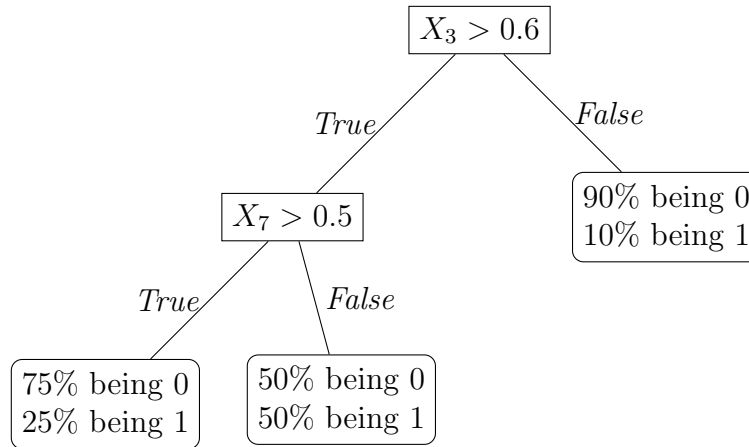 X₃ > 0.6
True
False
X₇ > 0.5
90% being 0
10% being 1
True
False
75% being 0
25% being 1
50% being 0
50% being 1